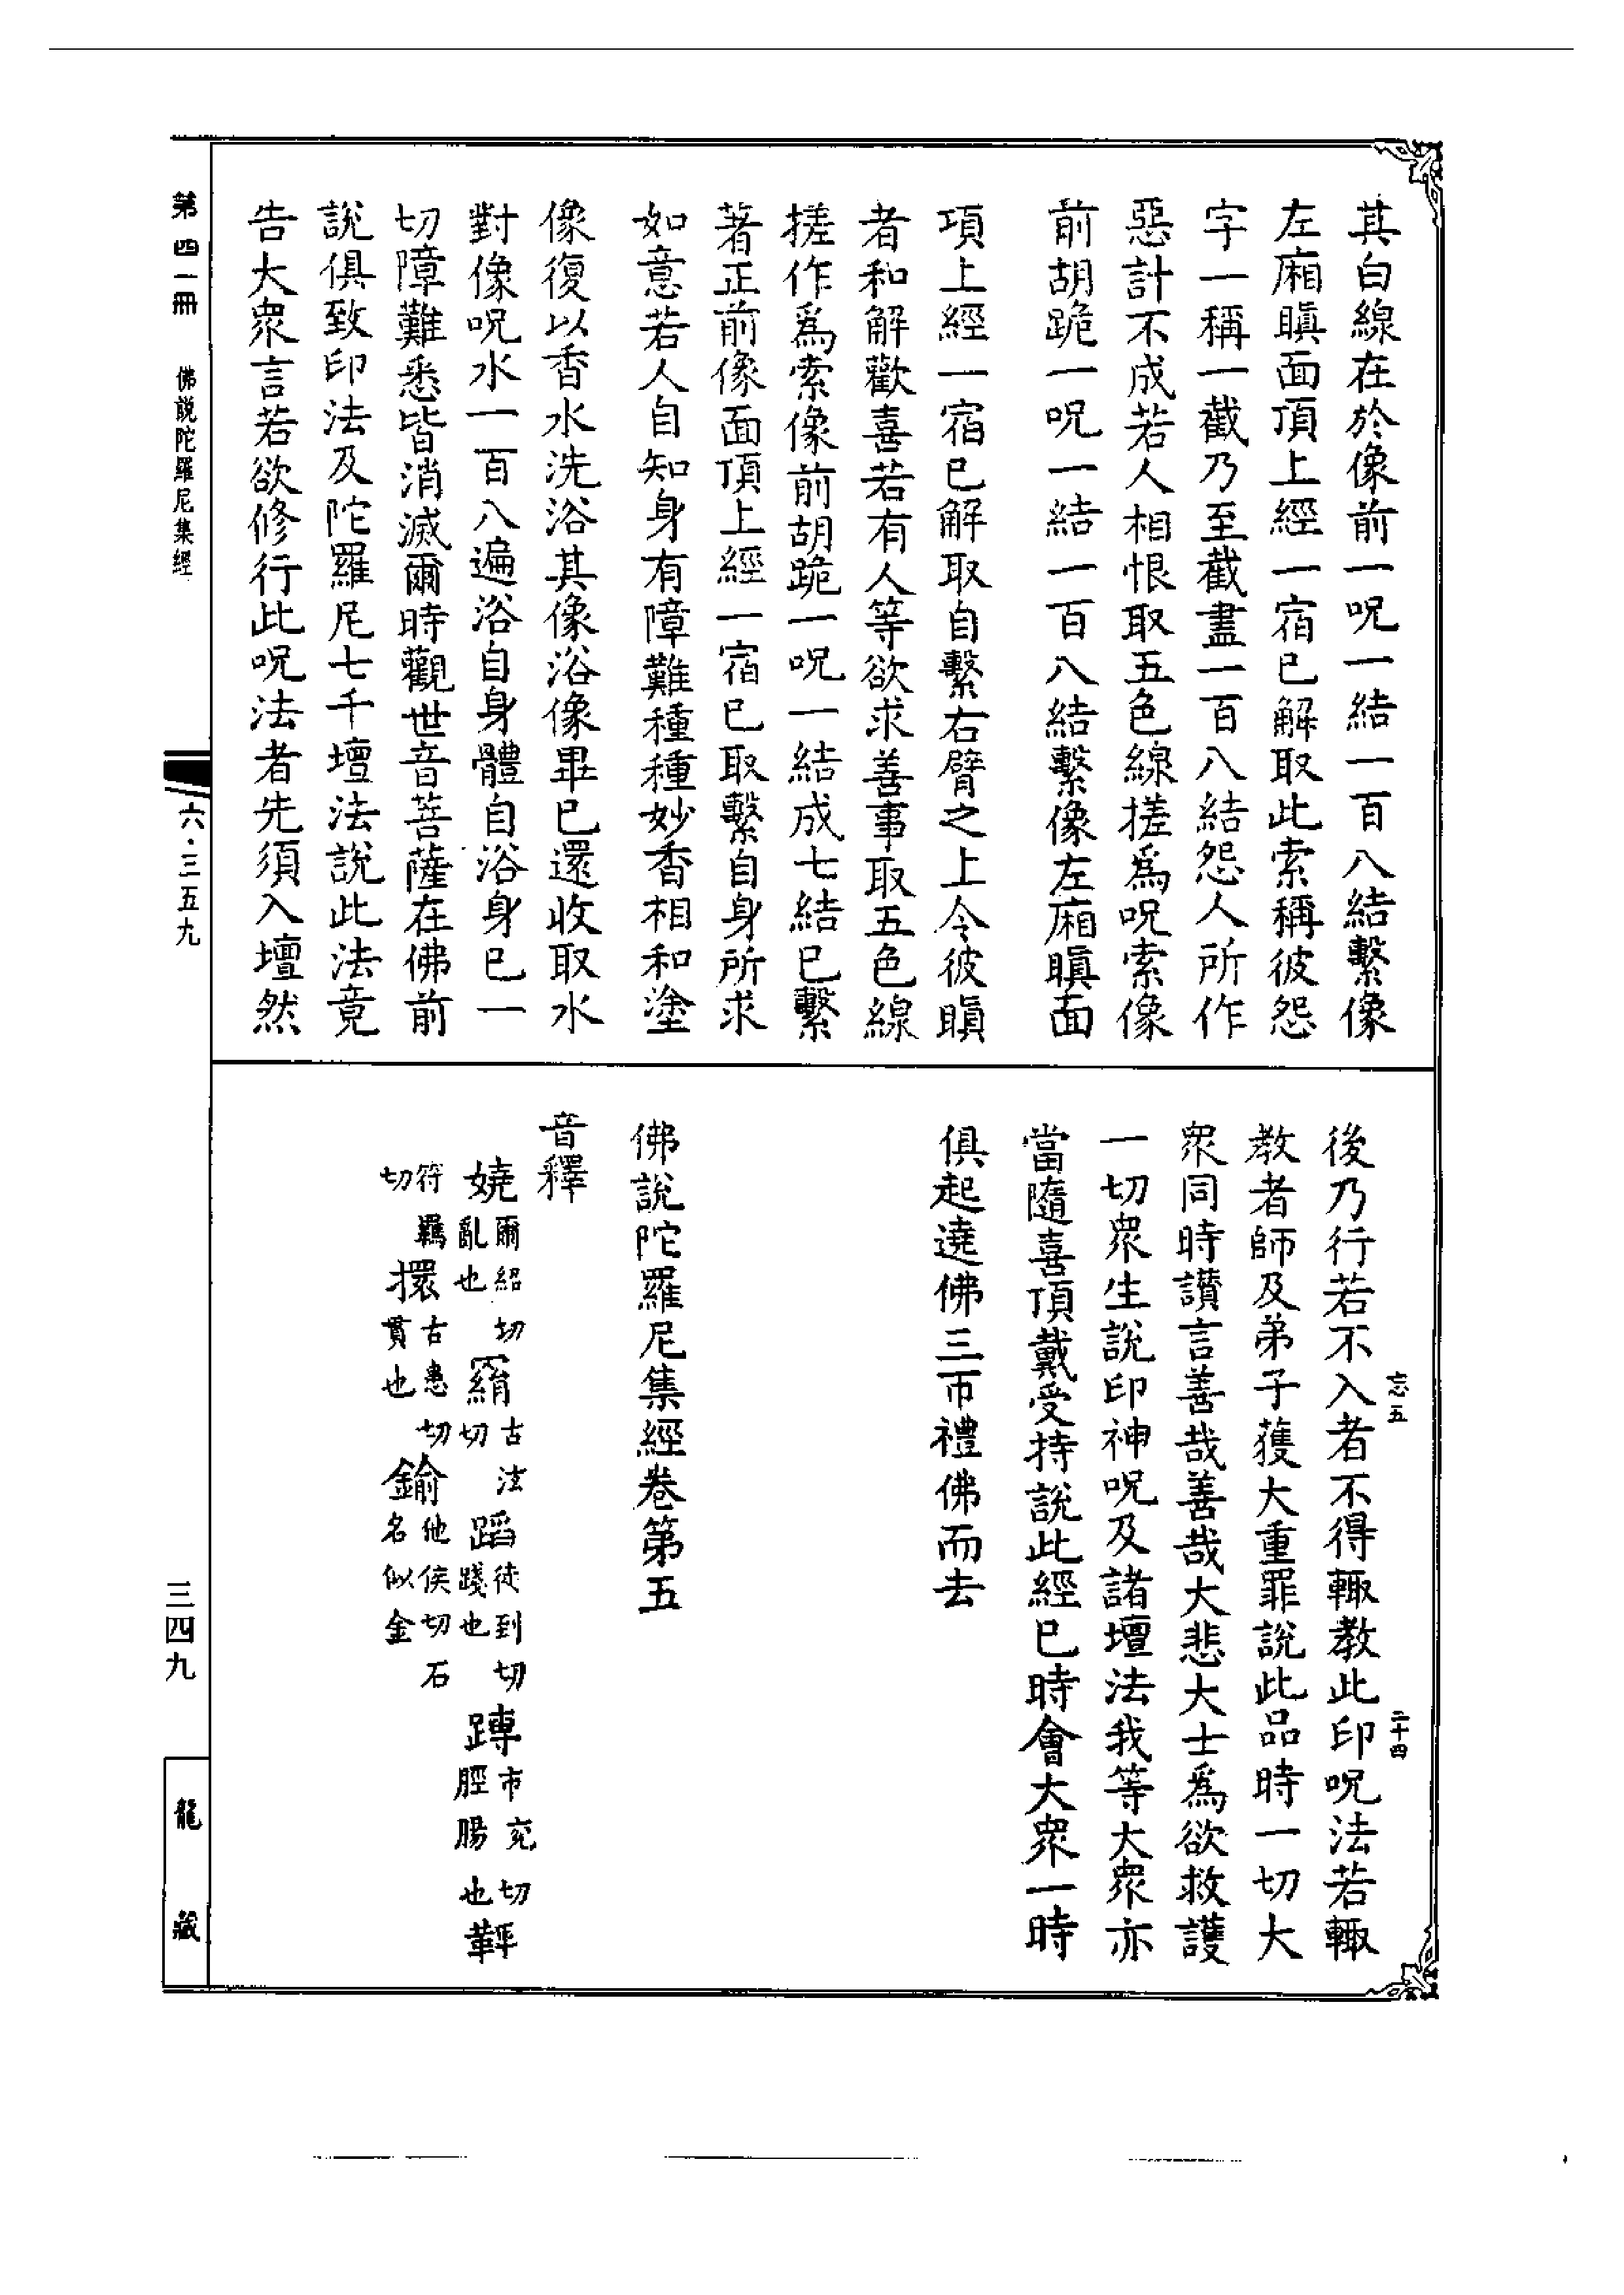 其白線在於像前一呪一結一百八結繫像
左廂瞋面頂上經一宿已解取此索稱彼怨
字一稱一截乃至截盡一百八結怨人所作
惡計不成若人相恨取五色線搓爲呪索像
前胡跪一呪一結一百八結繫像左廂瞋面
項上經一宿已解取自繫右臂之上令彼瞋
者和解歡喜若有人等欲求善事取五色線
搓作爲索像前胡跪一呪一結成七結已繫
著正前像面頂上經一宿已取繫自身所求
如意若人自知身有障難種種妙香相和塗
像復以香水洗浴其像浴像畢已還收取水
對像呪水一百八遍浴自身體自浴身已一
切障難悉皆消滅爾時觀世音菩薩在佛前
說俱致印法及陀羅尼七千壇法說此法竟
告大衆言若欲修行此呪法者先須入壇然
後乃行若不入者不得輙教此印呪法若輙
教者師及弟子獲大重罪說此品時一切大
衆同時讚言善哉善哉大悲大士爲欲救護
一切衆生說印神呪及諸壇法我等大衆亦
當隨喜頂戴受持說此經已時會大衆一時
俱起遶佛三帀禮佛而去
佛說陀羅尼集經卷第五
音釋
嬈爾紹切亂也 羂古泫切 蹈徒到切踐也 䏝市兖切脛腸也 鞞
符羈切 擐古患切貫也 鍮他侯切石名似金
忘五
二十四
第四一冊
佛說陀羅尼集經
六·三五九
三四九
龍藏